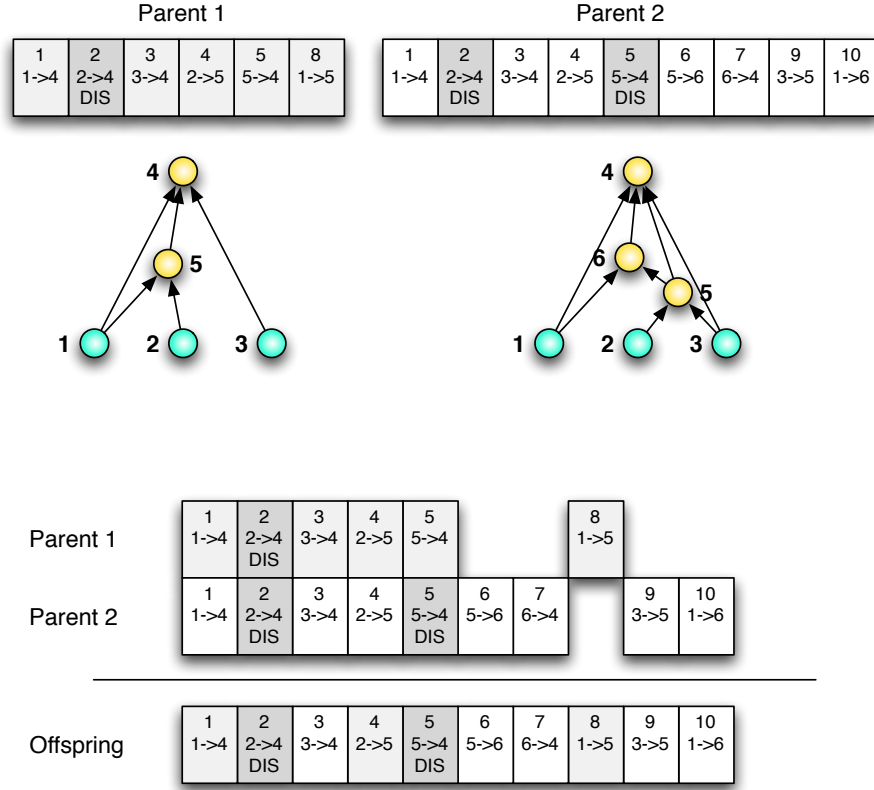 Parent 1 Parent 2
1 2 3 4 5 8 1 2 3 4 5 6 7 9 10
1->4 2->4 3->4 2->5 5->4 1->5 1->4 2->4 3->4 2->5 5->4 5->6 6->4 3->5 1->6
DIS DIS DIS
4 4
5 6
5
1 2 3 1 2 3
1 2 3 4 5 8
Parent 1 1->4 2->4 3->4 2->5 5->4 1->5
DIS
1 2 3 4 5 6 7 9 10
Parent 2 1->4 2->4 3->4 2->5 5->4 5->6 6->4 3->5 1->6
DIS DIS
1 2 3 4 5 6 7 8 9 10
Offspring 1->4 2->4 3->4 2->5 5->4 5->6 6->4 1->5 3->5 1->6
DIS DIS